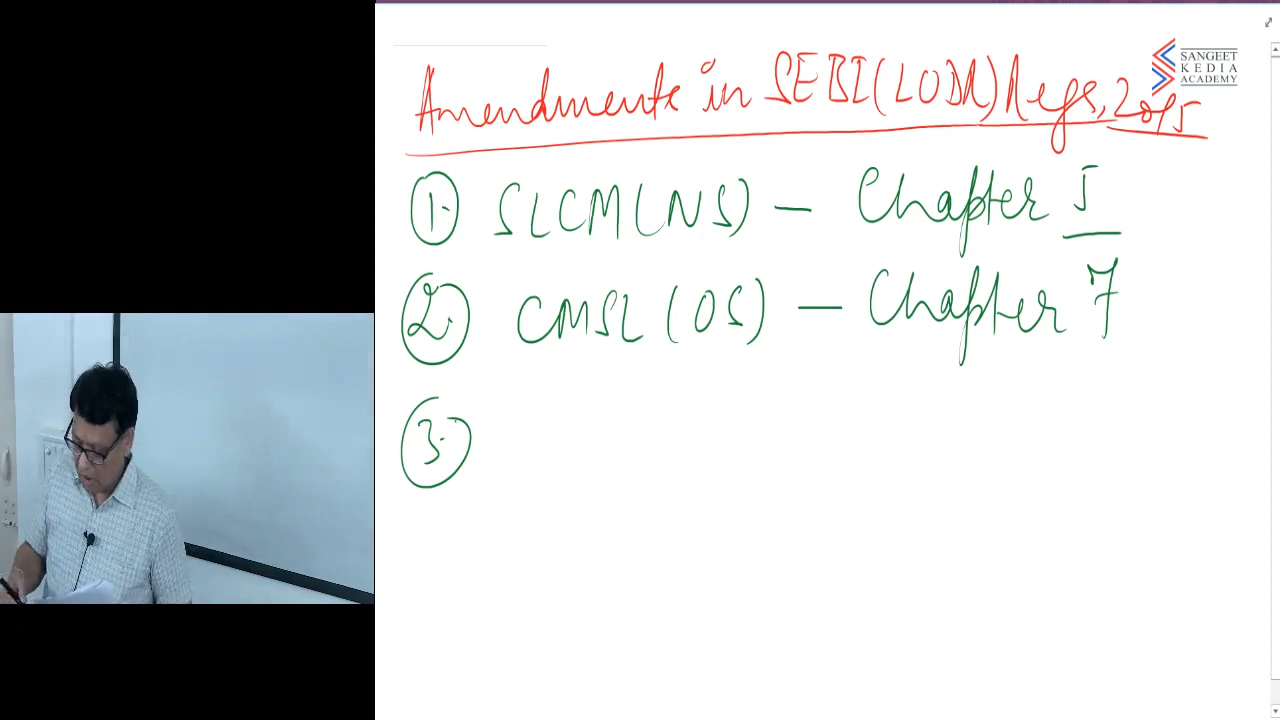 SANGEET
KEDIA
ACADEMY
Amendments in SEBI(LODR) Regs, 2015
1. SLCM(NS) – Chapter 5
2. CMSL(OS) – Chapter 7
3.